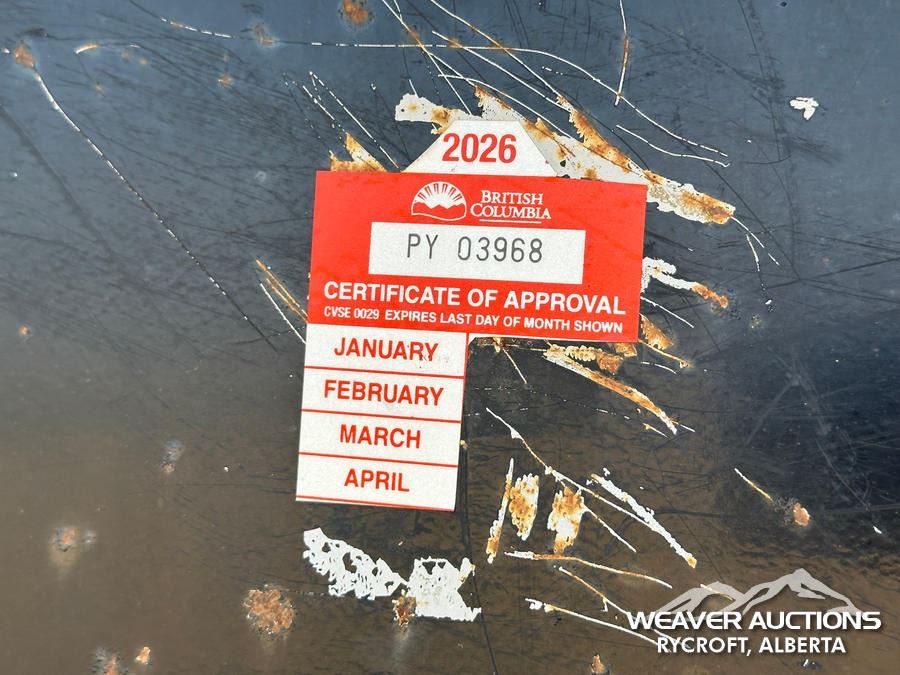 2026
BRITISH
COLUMBIA
PY 03968
CERTIFICATE OF APPROVAL
CVSE 0029 EXPIRES LAST DAY OF MONTH SHOWN
JANUARY
FEBRUARY
MARCH
APRIL
WEAVER AUCTIONS
RYCROFT, ALBERTA